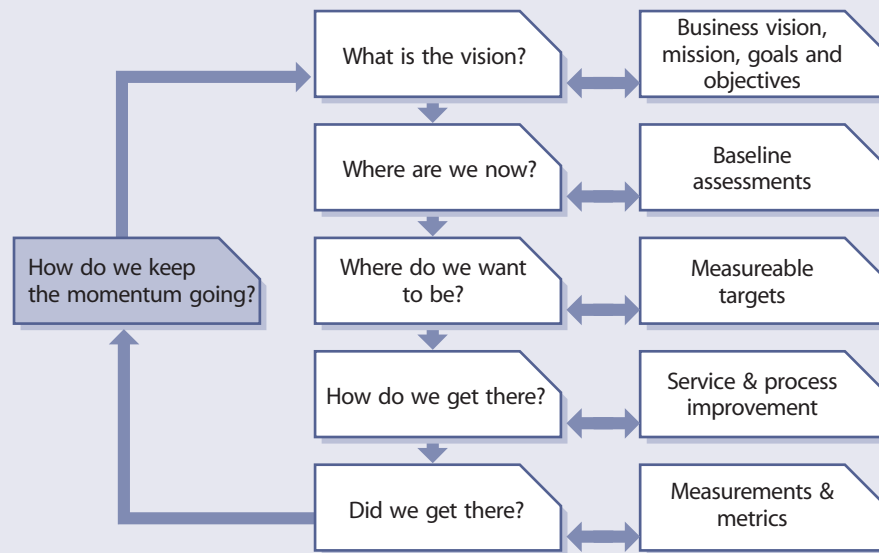 What is the vision?
Business vision,
mission, goals and
objectives
Where are we now?
Baseline
assessments
How do we keep
the momentum going?
Where do we want
to be?
Measureable
targets
How do we get there?
Service & process
improvement
Did we get there?
Measurements &
metrics